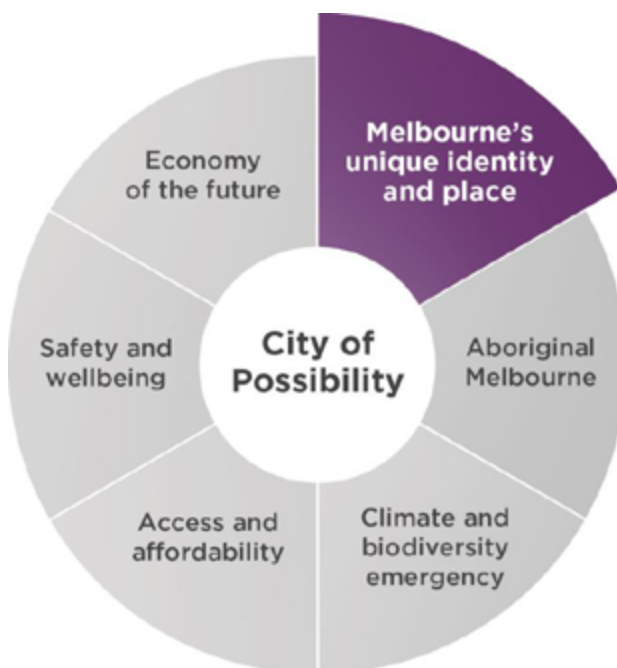 Melbourne's
unique identity
and place
Economy
of the future
City of
Possibility
Aboriginal
Melbourne
Safety and
wellbeing
Climate and
biodiversity
emergency
Access and
affordability